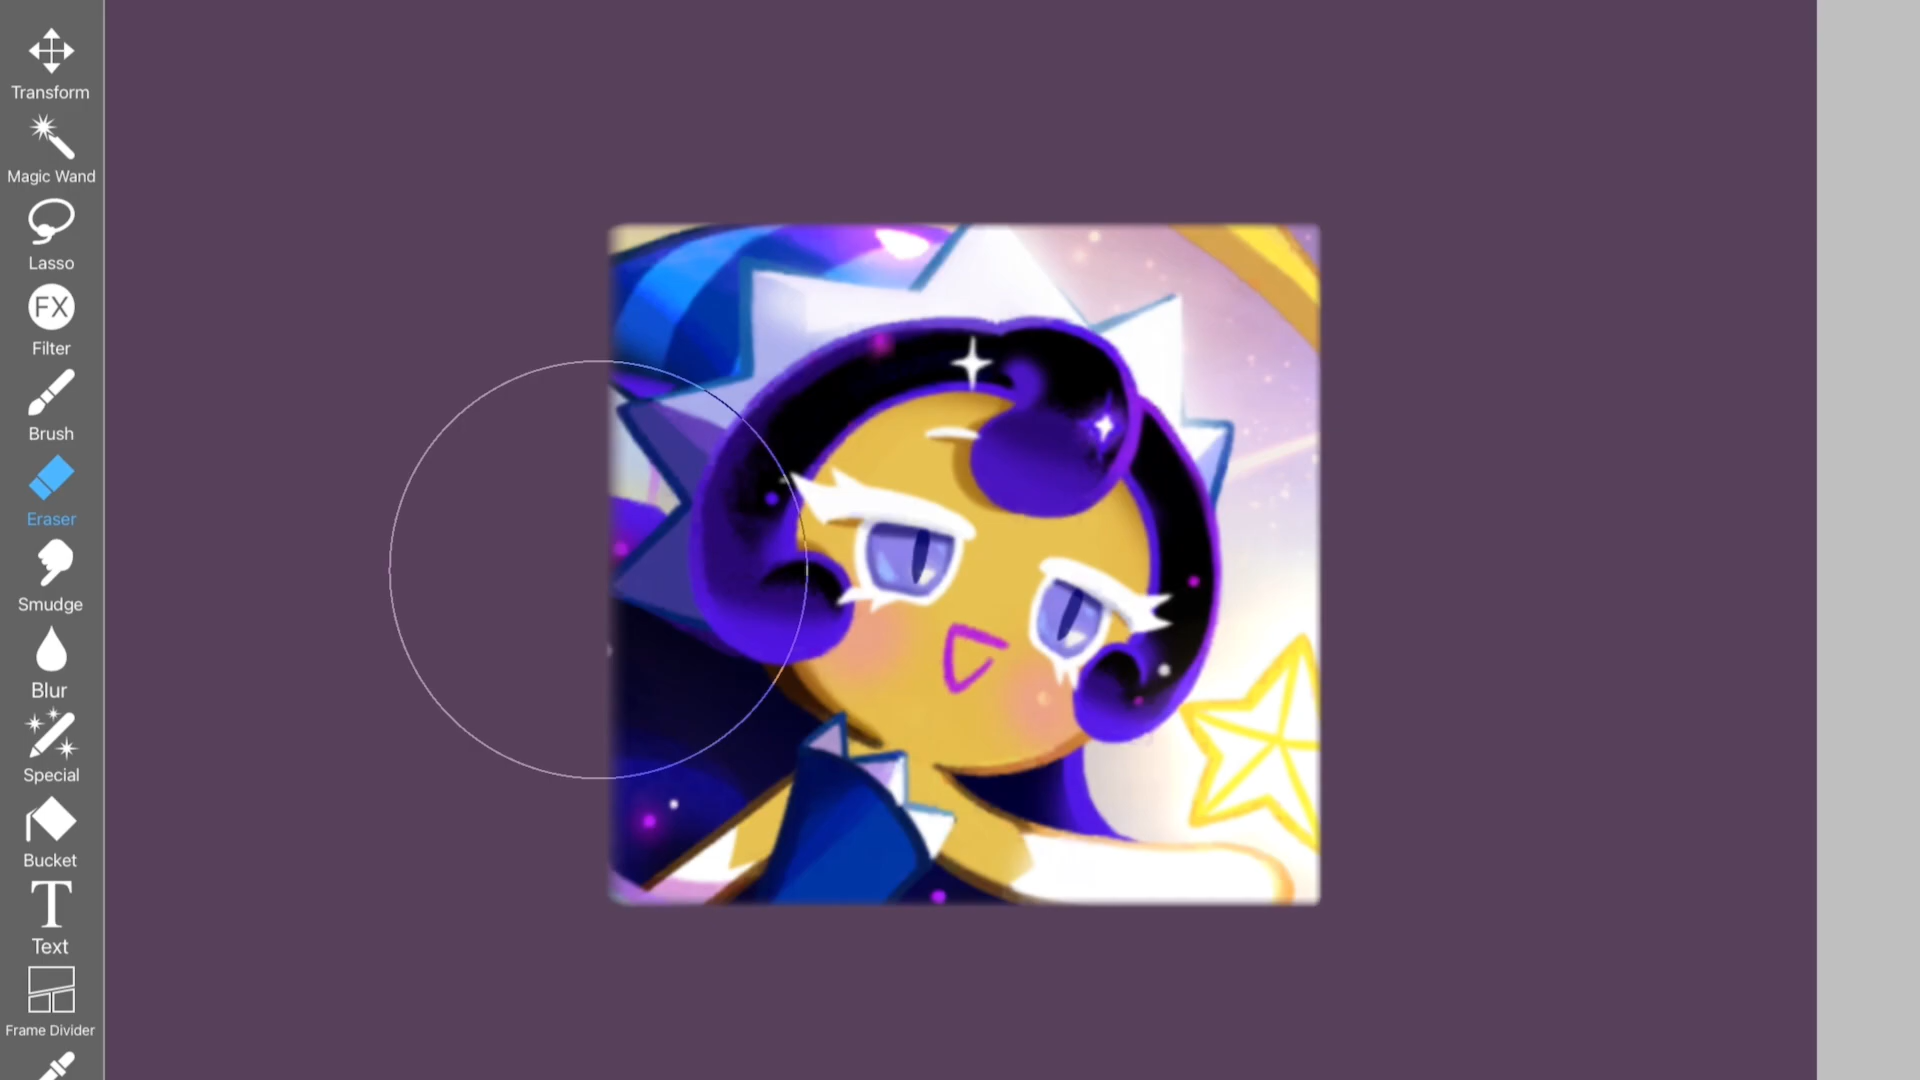 Transform
Magic Wand
Lasso
FX
Filter
Brush
Eraser
Smudge
Blur
Special
Bucket
T
Text
Frame Divider